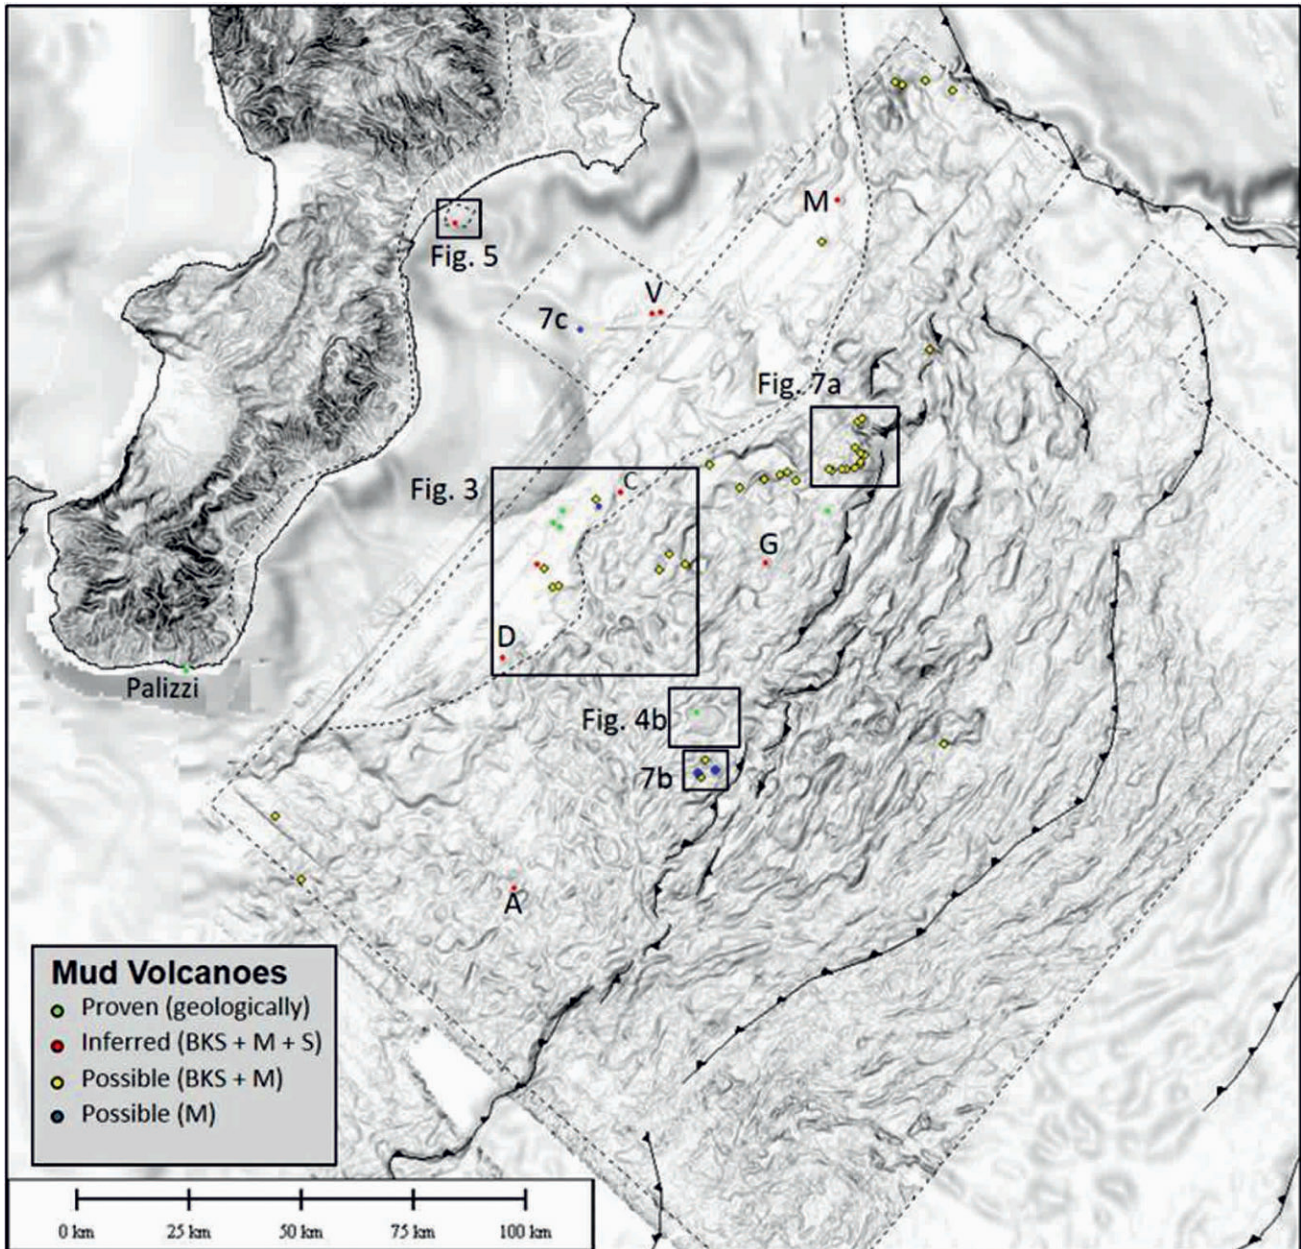 M
Fig. 5
V
7c
Fig. 7a
Fig. 3
C
G
D
Palizzi
Fig. 4b
7b
A
Mud Volcanoes
Proven (geologically)
Inferred (BKS + M + S)
Possible (BKS + M)
Possible (M)
0 km 25 km 50 km 75 km 100 km